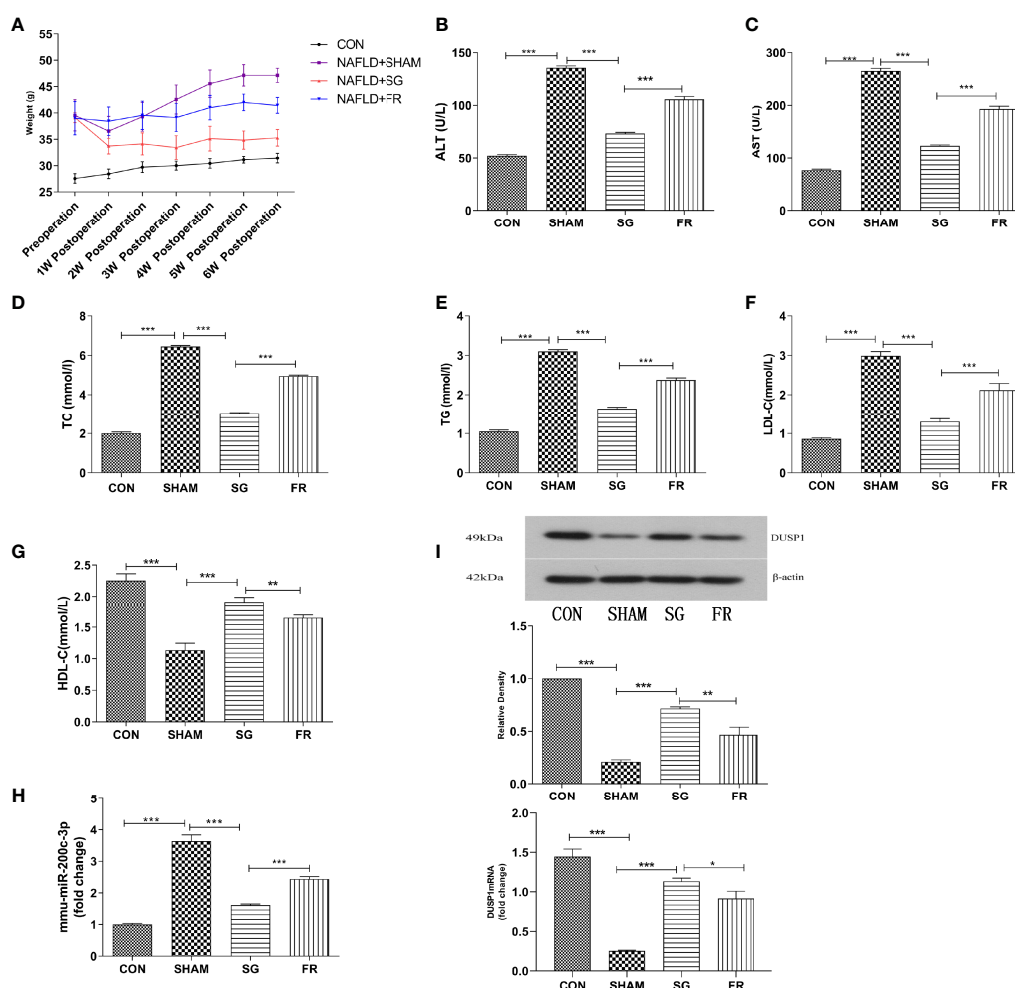 A
55
50
45
40
35
30
25
Weight (g)
Preoperation
1W Postoperation
2W Postoperation
3W Postoperation
4W Postoperation
5W Postoperation
6W Postoperation
CON
NAFLD+SHAM
NAFLD+SG
NAFLD+FR
B
ALT (U/L)
150
100
50
0
*** *** ***
CON SHAM SG FR
C
AST (U/L)
300
200
100
0
*** *** ***
CON SHAM SG FR
D
TC (mmol/l)
8
6
4
2
0
*** *** ***
CON SHAM SG FR
E
TG (mmol/l)
4
3
2
1
0
*** *** ***
CON SHAM SG FR
F
LDL-C(mmol/L)
4
3
2
1
0
*** *** ***
CON SHAM SG FR
G
HDL-C(mmol/L)
2.5
2.0
1.5
1.0
0.5
0.0
*** *** **
CON SHAM SG FR
I
49kDa DUSP1
42kDa β-actin
CON SHAM SG FR
Relative Density
1.5
1.0
0.5
0.0
*** *** **
CON SHAM SG FR
H
mmu-miR-200c-3p
(fold change)
5
4
3
2
1
0
*** *** ***
CON SHAM SG FR
DUSP1mRNA
(fold change)
2.0
1.5
1.0
0.5
0.0
*** *** *
CON SHAM SG FR